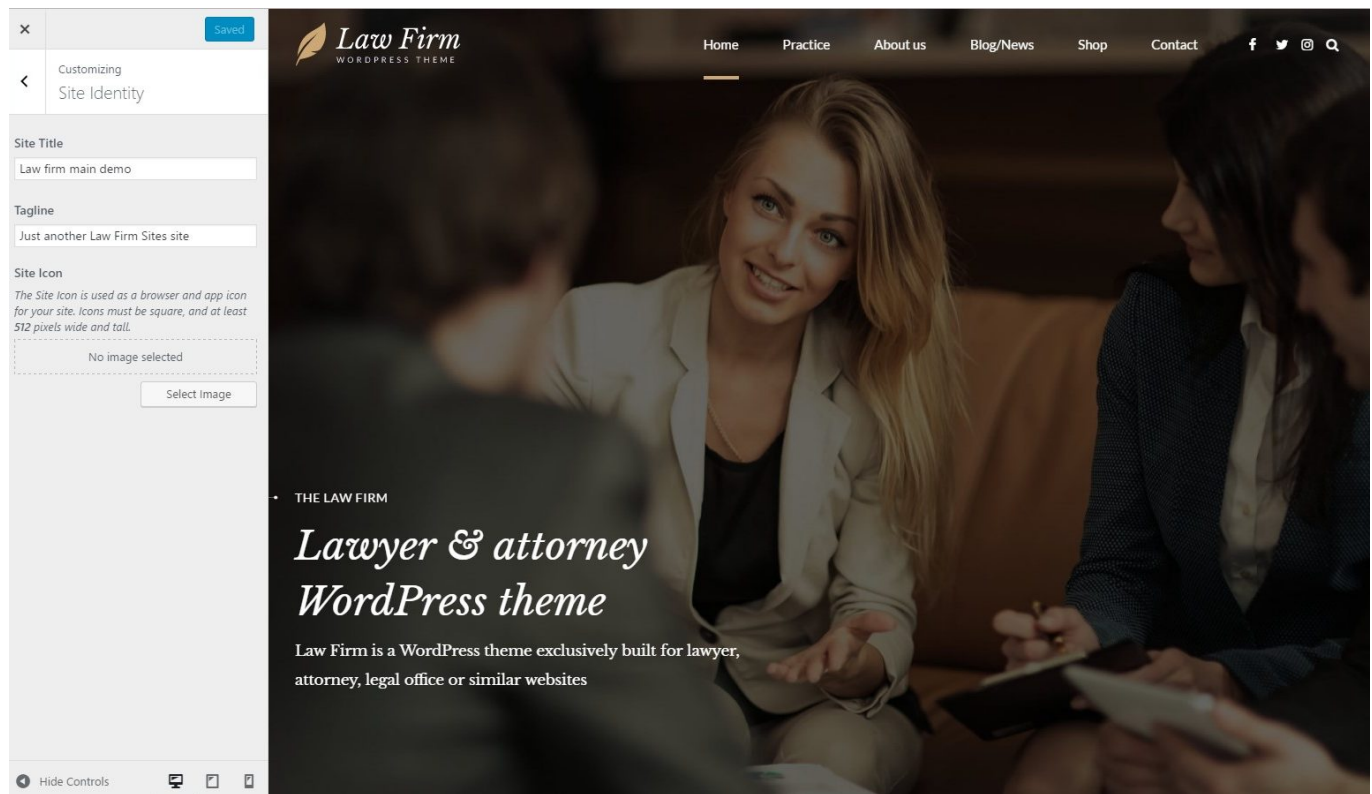 Saved
Customizing
Site Identity
Site Title
Law firm main demo
Tagline
Just another Law Firm Sites site
Site Icon
The Site Icon is used as a browser and app icon
for your site. Icons must be square, and at least
512 pixels wide and tall.
No image selected
Select Image
Hide Controls
Law Firm
WORDPRESS THEME
Home Practice About us Blog/News Shop Contact
THE LAW FIRM
Lawyer & attorney
WordPress theme
Law Firm is a WordPress theme exclusively built for lawyer,
attorney, legal office or similar websites